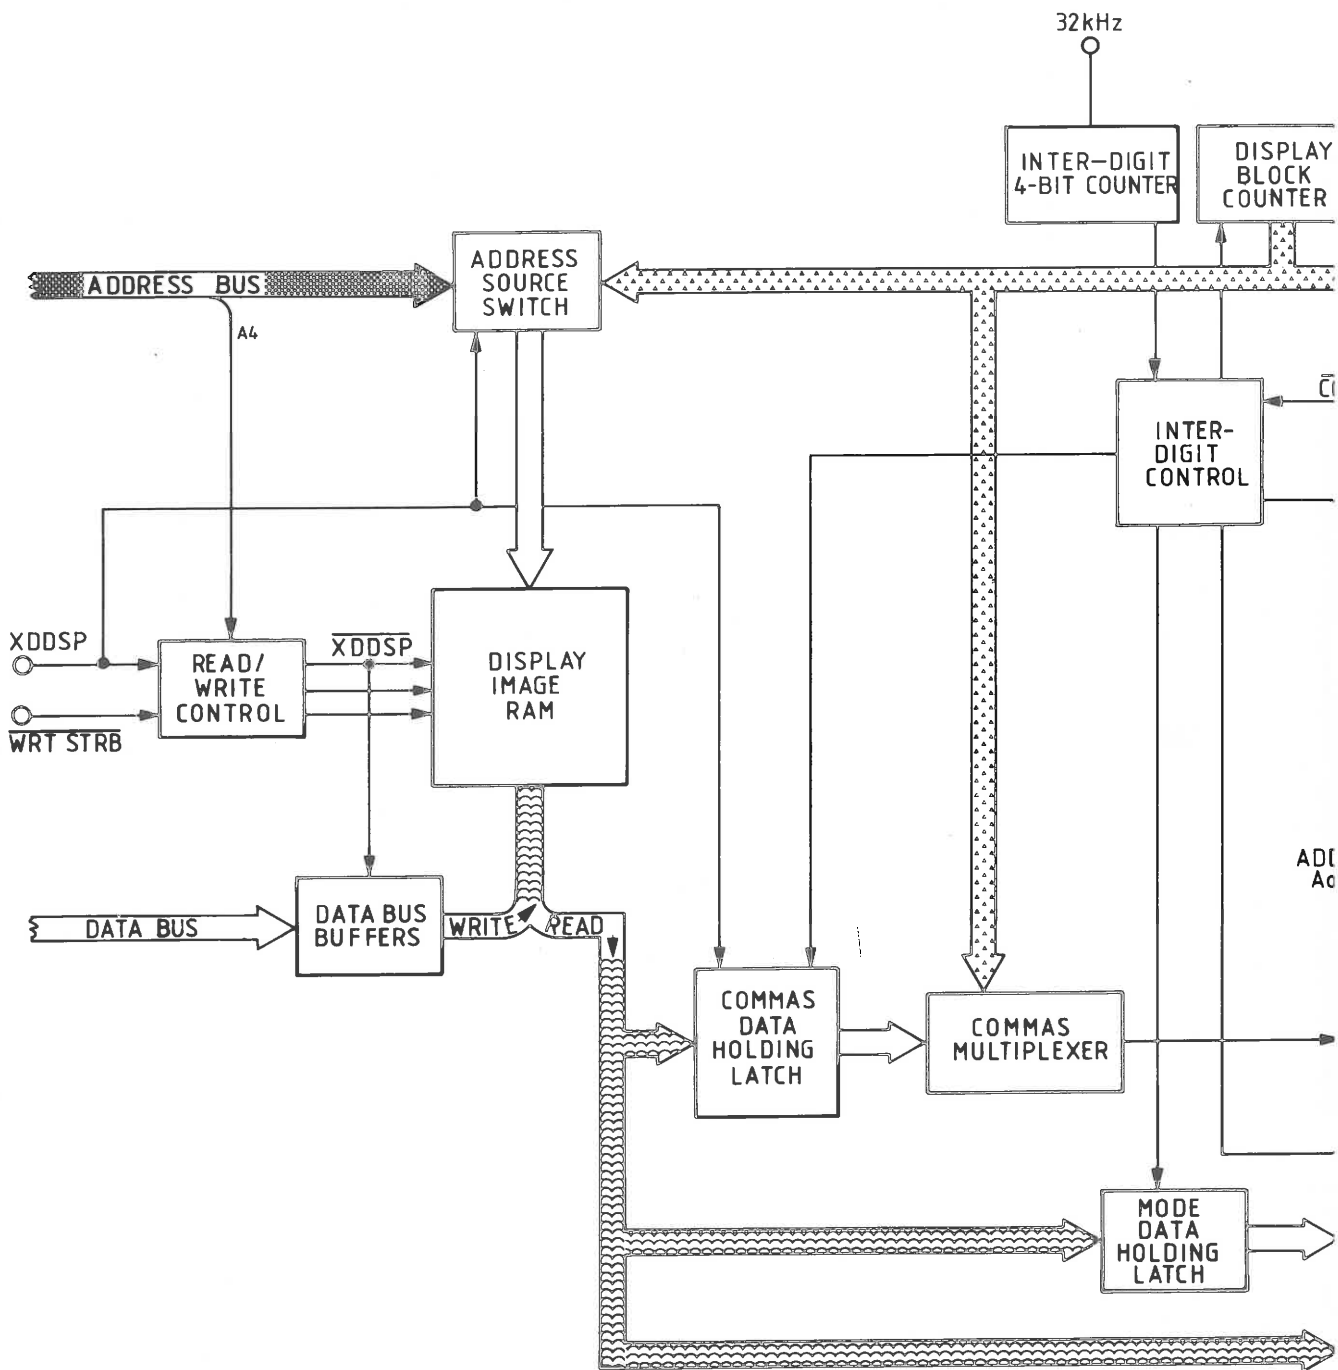 32kHz
INTER-DIGIT
4-BIT COUNTER
DISPLAY
BLOCK
COUNTER
ADDRESS
SOURCE
SWITCH
ADDRESS BUS
A4
INTER-
DIGIT
CONTROL
XDDSP
WRT STRB
READ/
WRITE
CONTROL
XDDSP
DISPLAY
IMAGE
RAM
DATA BUS
DATA BUS
BUFFERS
WRITE
READ
COMMAS
DATA
HOLDING
LATCH
COMMAS
MULTIPLEXER
MODE
DATA
HOLDING
LATCH